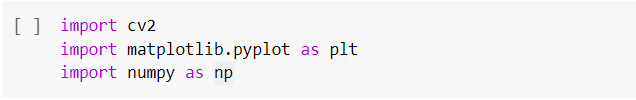 [ ] import cv2
import matplotlib.pyplot as plt
import numpy as np